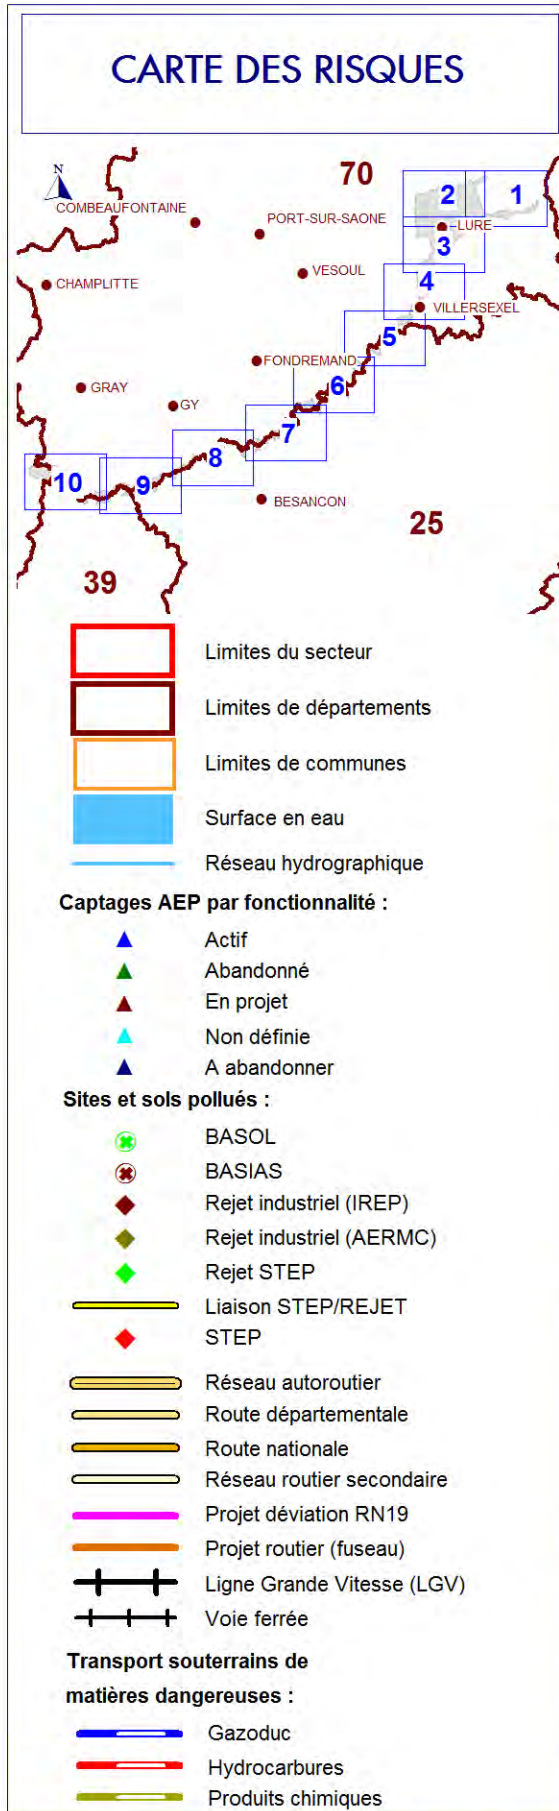 CARTE DES RISQUES
N
70
2
1
COMBEAUFONTAINE
PORT-SUR-SAONE
LURE
3
VESOUL
CHAMPLITTE
4
VILLERSEXEL
5
FONDREMAND
GRAY
6
GY
7
8
10
9
BESANCON
25
39
Limites du secteur
Limites de départements
Limites de communes
Surface en eau
Réseau hydrographique
Captages AEP par fonctionnalité :
Actif
Abandonné
En projet
Non définie
A abandonner
Sites et sols pollués :
BASOL
BASIAS
Rejet industriel (IREP)
Rejet industriel (AERMC)
Rejet STEP
Liaison STEP/REJET
STEP
Réseau autoroutier
Route départementale
Route nationale
Réseau routier secondaire
Projet déviation RN19
Projet routier (fuseau)
Ligne Grande Vitesse (LGV)
Voie ferrée
Transport souterrains de
matières dangereuses :
Gazoduc
Hydrocarbures
Produits chimiques